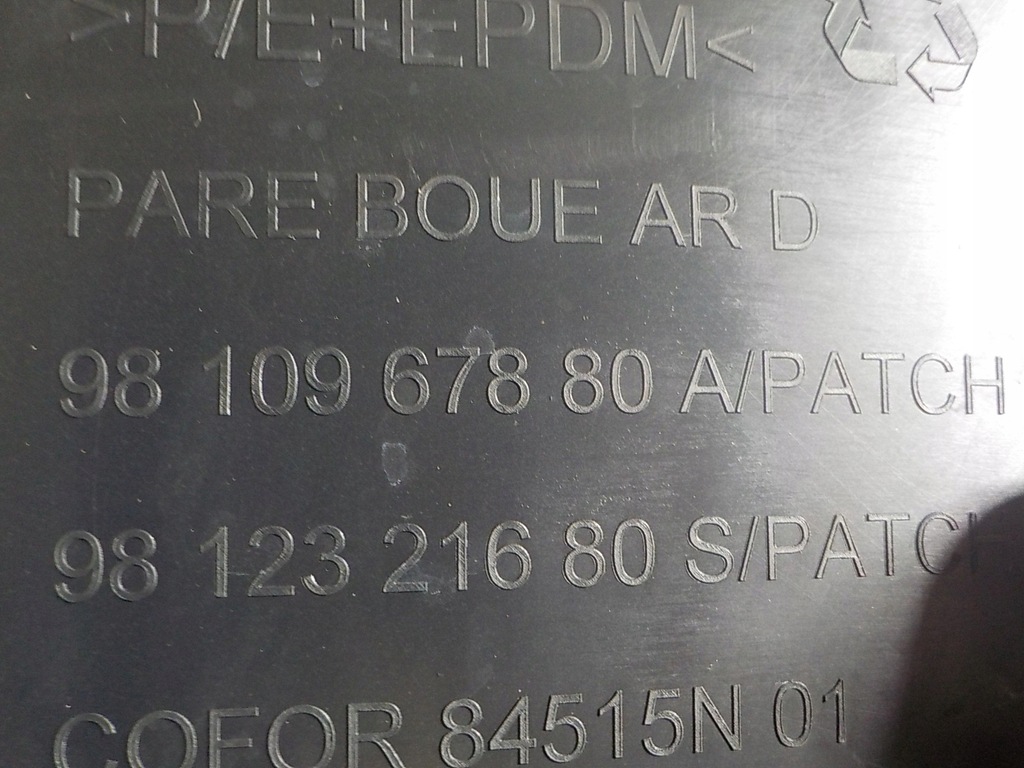 >P/E+EPDM<
PARE BOUE AR D
98 109 678 80 A/PATCH
98 123 216 80 S/PATCH
COFOR 84515N 01